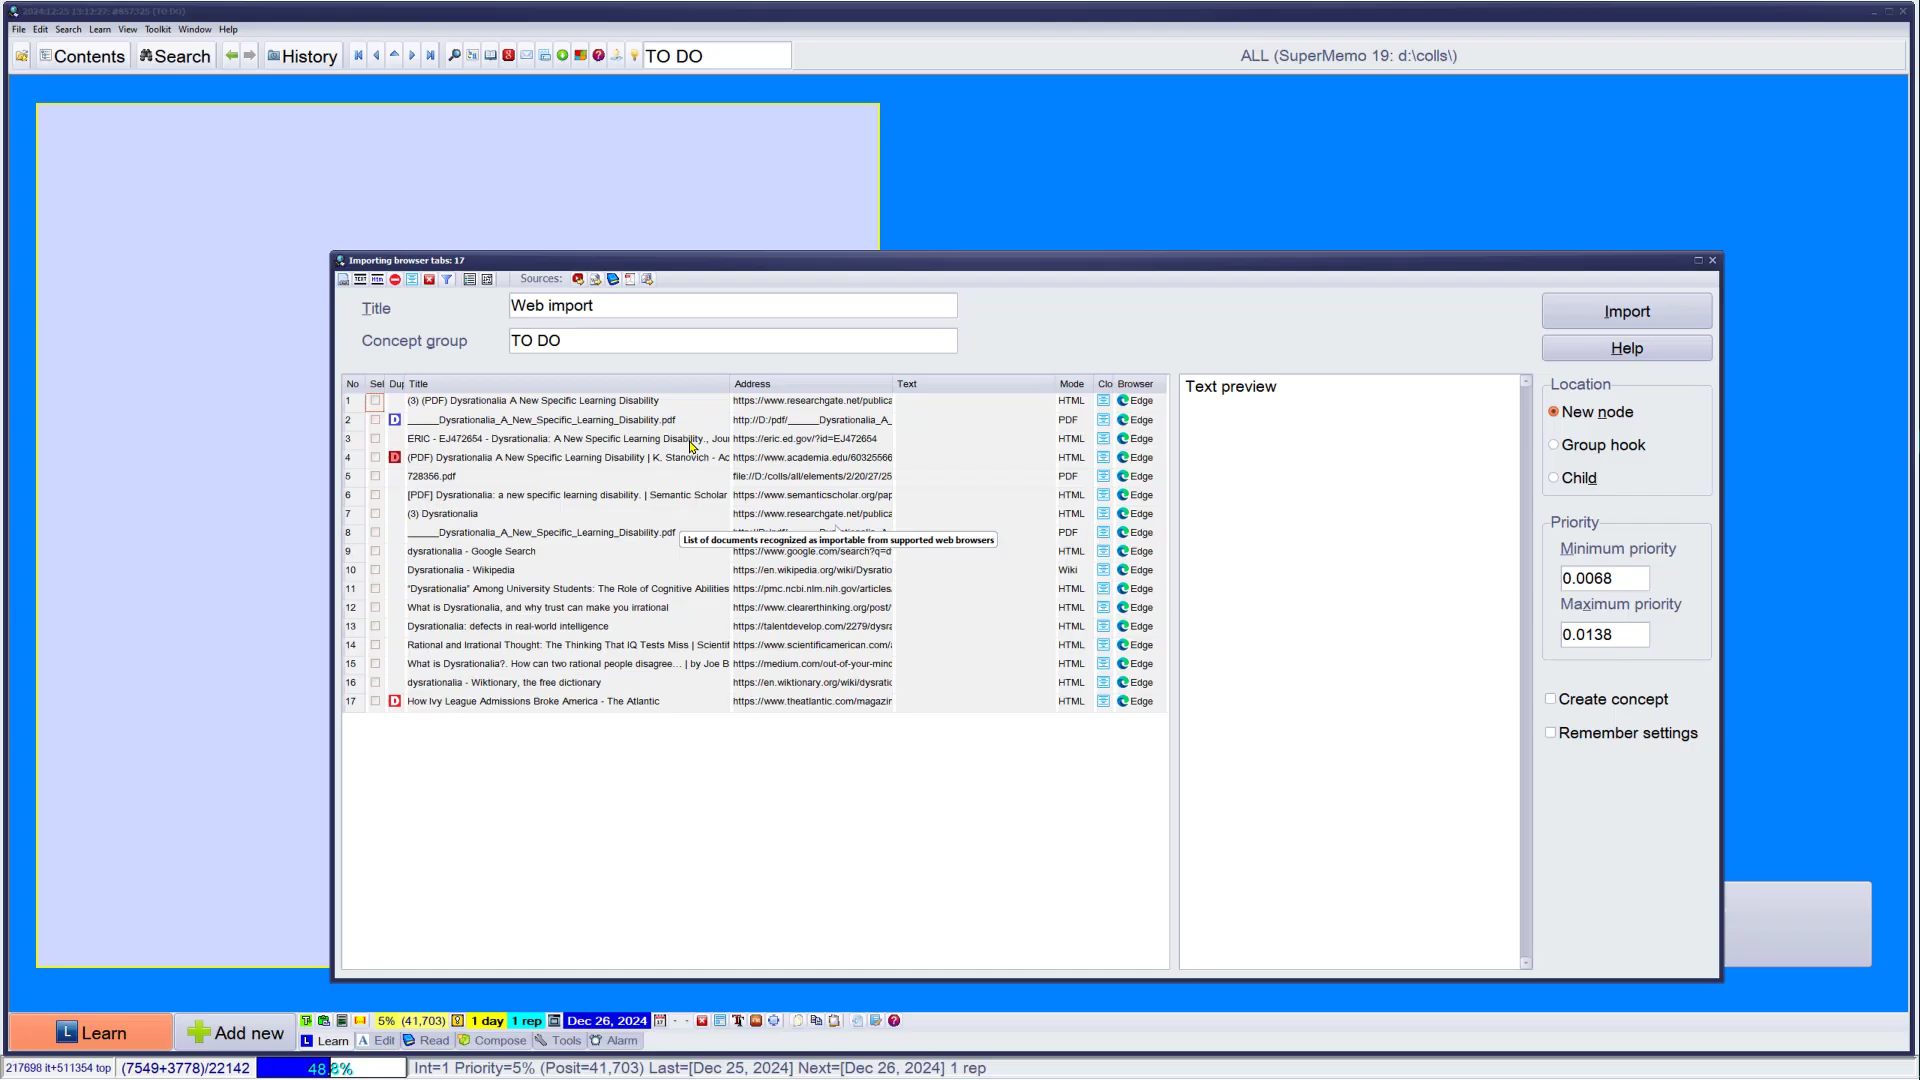 2024:12:25 13:12:27: #857325 (TO DO)
File Edit Search Learn View Toolkit Window Help
Contents Search History TO DO ALL (SuperMemo 19: d:\colls\)
Importing browser tabs: 17
Sources:
Title Web import Import
Concept group TO DO Help
No Sel Dup Title Address Text Mode Clo Browser
Text preview
Location
1 (3) (PDF) Dysrationalia A New Specific Learning Disability https://www.researchgate.net/publica HTML Edge
New node
2 ______Dysrationalia_A_New_Specific_Learning_Disability.pdf http://D:/pdf/______Dysrationalia_A_ PDF Edge
3 ERIC - EJ472654 - Dysrationalia: A New Specific Learning Disability., Jour https://eric.ed.gov/?id=EJ472654 HTML Edge
Group hook
4 (PDF) Dysrationalia A New Specific Learning Disability | K. Stanovich - Ac https://www.academia.edu/60325566 HTML Edge
5 728356.pdf file://D:/colls/all/elements/2/20/27/25 PDF Edge
Child
6 [PDF] Dysrationalia: a new specific learning disability. | Semantic Scholar https://www.semanticscholar.org/pap HTML Edge
7 (3) Dysrationalia https://www.researchgate.net/publica HTML Edge
Priority
8 ______Dysrationalia_A_New_Specific_Learning_Disability.pdf PDF Edge
List of documents recognized as importable from supported web browsers
Minimum priority
9 dysrationalia - Google Search https://www.google.com/search?q=d HTML Edge
10 Dysrationalia - Wikipedia https://en.wikipedia.org/wiki/Dysratio Wiki Edge
0.0068
11 "Dysrationalia" Among University Students: The Role of Cognitive Abilities https://pmc.ncbi.nlm.nih.gov/articles HTML Edge
Maximum priority
12 What is Dysrationalia, and why trust can make you irrational https://www.clearerthinking.org/post/ HTML Edge
13 Dysrationalia: defects in real-world intelligence https://talentdevelop.com/2279/dysra HTML Edge
0.0138
14 Rational and Irrational Thought: The Thinking That IQ Tests Miss | Scientif https://www.scientificamerican.com/ HTML Edge
15 What is Dysrationalia?. How can two rational people disagree… | by Joe B https://medium.com/out-of-your-mind HTML Edge
16 dysrationalia - Wiktionary, the free dictionary https://en.wiktionary.org/wiki/dysratic HTML Edge
17 How Ivy League Admissions Broke America - The Atlantic https://www.theatlantic.com/magazin HTML Edge
Create concept
Remember settings
Learn Add new 5% (41,703) 1 day 1 rep Dec 26, 2024
Learn Edit Read Compose Tools Alarm
217698 it+511354 top (7549+3778)/22142 48.8% Int=1 Priority=5% (Posit=41,703) Last=[Dec 25, 2024] Next=[Dec 26, 2024] 1 rep